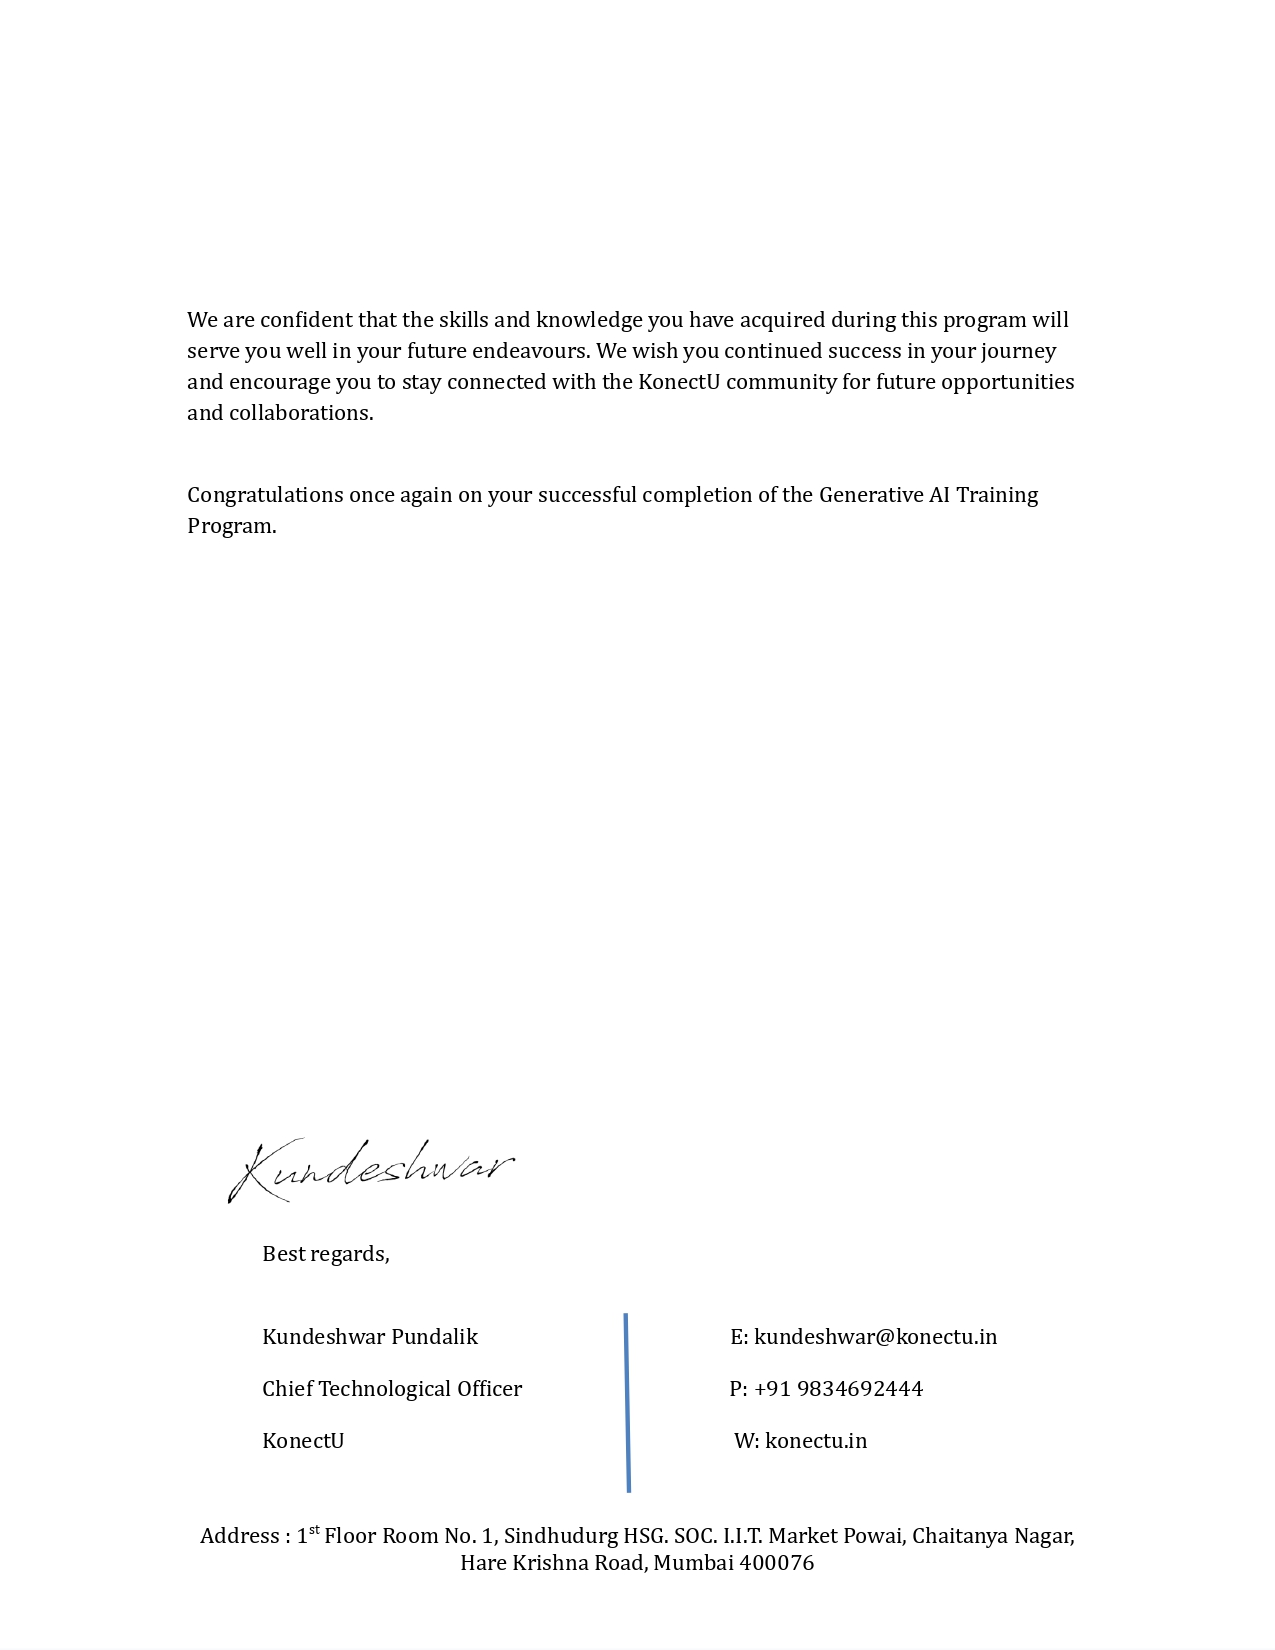 We are confident that the skills and knowledge you have acquired during this program will
serve you well in your future endeavours. We wish you continued success in your journey
and encourage you to stay connected with the KonectU community for future opportunities
and collaborations.
Congratulations once again on your successful completion of the Generative AI Training
Program.
Kundeshwar
Best regards,
Kundeshwar Pundalik
Chief Technological Officer
KonectU
E: kundeshwar@konectu.in
P: +91 9834692444
W: konectu.in
Address : 1st Floor Room No. 1, Sindhudurg HSG. SOC. I.I.T. Market Powai, Chaitanya Nagar,
Hare Krishna Road, Mumbai 400076